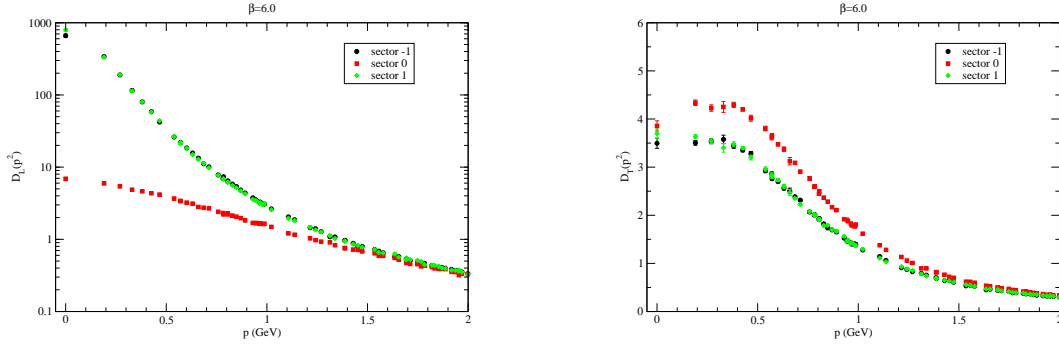 β=6.0
1000
100
10
1
0.1
D_L(p²)
sector -1
sector 0
sector 1
0 0.5 1 1.5 2
p (GeV)
β=6.0
6
5
4
3
2
1
0
D_T(p²)
sector -1
sector 0
sector 1
0 0.5 1 1.5 2
p (GeV)